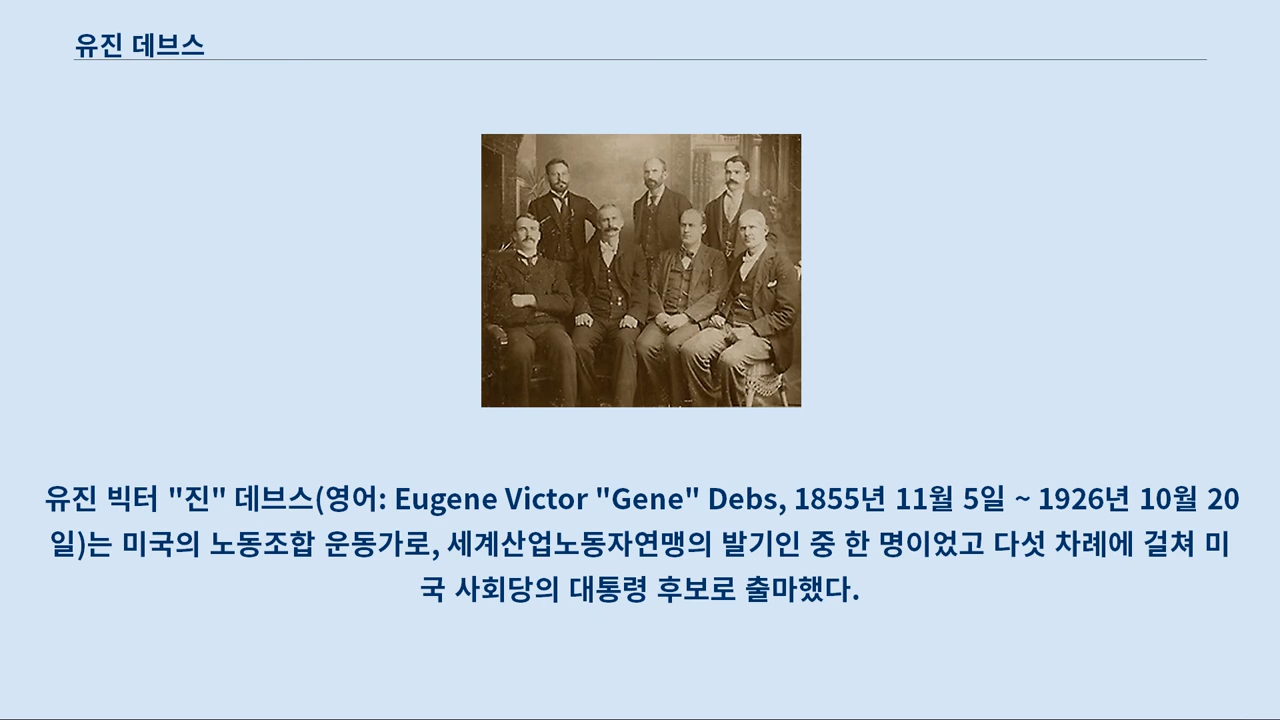 유진 데브스
유진 빅터 "진" 데브스(영어: Eugene Victor "Gene" Debs, 1855년 11월 5일 ~ 1926년 10월 20
일)는 미국의 노동조합 운동가로, 세계산업노동자연맹의 발기인 중 한 명이었고 다섯 차례에 걸쳐 미
국 사회당의 대통령 후보로 출마했다.